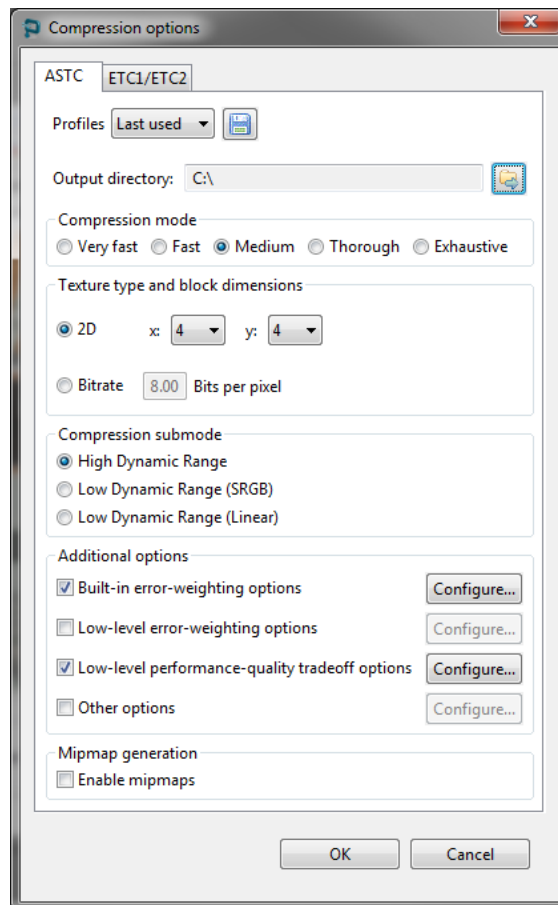 Compression options
ASTC ETC1/ETC2
Profiles Last used
Output directory: C:\
Compression mode
Very fast Fast Medium Thorough Exhaustive
Texture type and block dimensions
2D x: 4 y: 4
Bitrate 8.00 Bits per pixel
Compression submode
High Dynamic Range
Low Dynamic Range (SRGB)
Low Dynamic Range (Linear)
Additional options
Built-in error-weighting options Configure...
Low-level error-weighting options Configure...
Low-level performance-quality tradeoff options Configure...
Other options Configure...
Mipmap generation
Enable mipmaps
OK Cancel